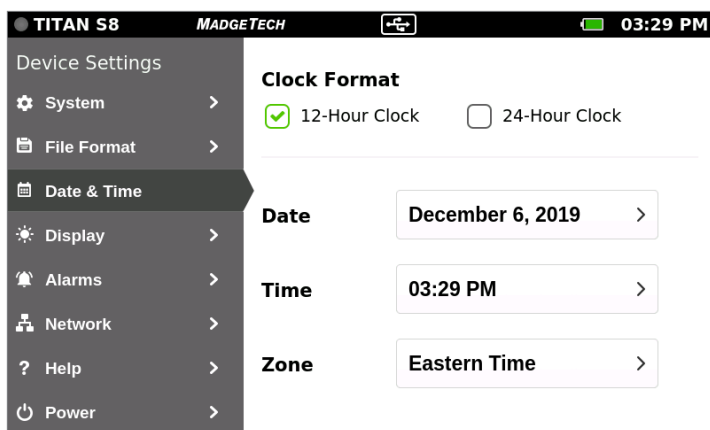 TITAN S8 MADGETECH 03:29 PM
Device Settings
System
File Format
Date & Time
Display
Alarms
Network
? Help
Power
Clock Format
12-Hour Clock 24-Hour Clock
Date December 6, 2019
Time 03:29 PM
Zone Eastern Time